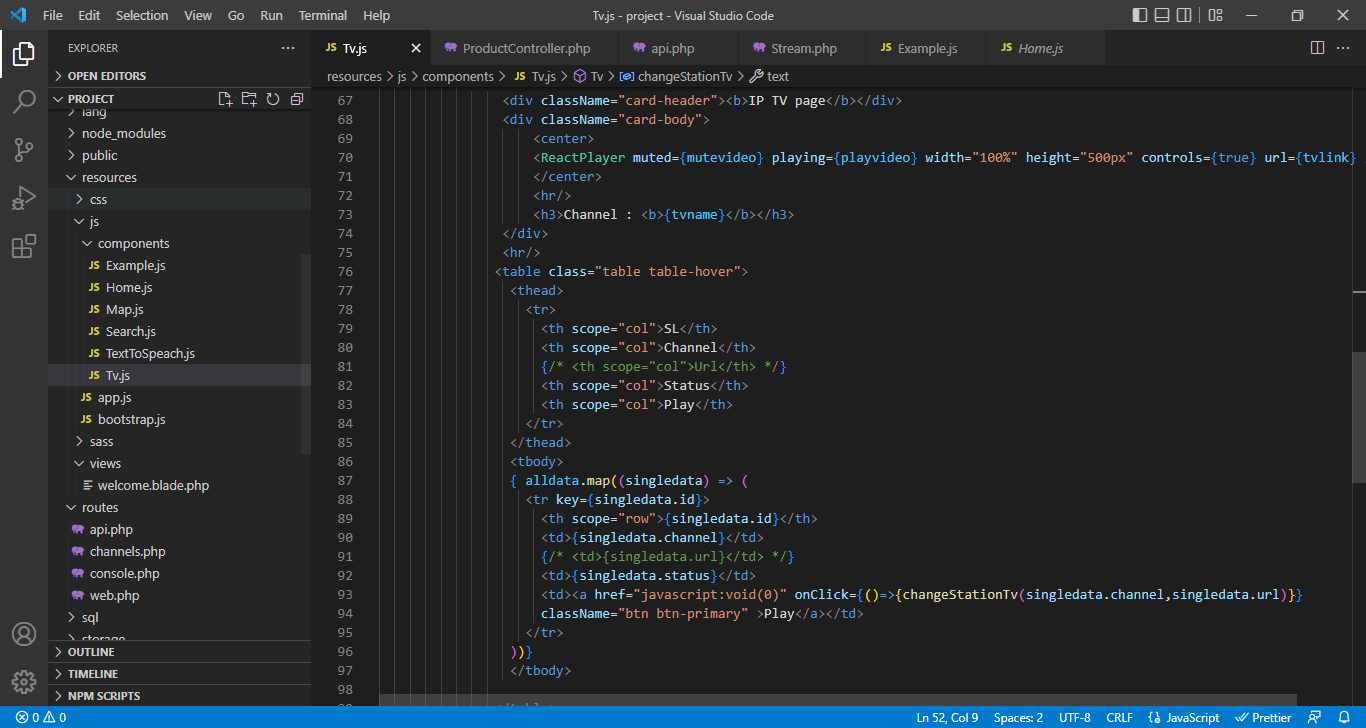 File Edit Selection View Go Run Terminal Help
Tv.js - project - Visual Studio Code
EXPLORER
OPEN EDITORS
PROJECT
lang
node_modules
public
resources
css
js
components
JS Example.js
JS Home.js
JS Map.js
JS Search.js
JS TextToSpeach.js
JS Tv.js
JS app.js
JS bootstrap.js
sass
views
welcome.blade.php
routes
api.php
channels.php
console.php
web.php
sql
storage
OUTLINE
TIMELINE
NPM SCRIPTS
JS Tv.js ProductController.php api.php Stream.php JS Example.js JS Home.js
resources > js > components > JS Tv.js > Tv > changeStationTv > text
67 <div className="card-header"><b>IP TV page</b></div>
68 <div className="card-body">
69 <center>
70 <ReactPlayer muted={mutevideo} playing={playvideo} width="100%" height="500px" controls={true} url={tvlink}
71 </center>
72 <hr/>
73 <h3>Channel : <b>{tvname}</b></h3>
74 </div>
75 <hr/>
76 <table class="table table-hover">
77 <thead>
78 <tr>
79 <th scope="col">SL</th>
80 <th scope="col">Channel</th>
81 {/* <th scope="col">Url</th> */}
82 <th scope="col">Status</th>
83 <th scope="col">Play</th>
84 </tr>
85 </thead>
86 <tbody>
87 { alldata.map((singledata) => (
88 <tr key={singledata.id}>
89 <th scope="row">{singledata.id}</th>
90 <td>{singledata.channel}</td>
91 {/* <td>{singledata.url}</td> */}
92 <td>{singledata.status}</td>
93 <td><a href="javascript:void(0)" onClick={()=>{changeStationTv(singledata.channel,singledata.url)}}
94 className="btn btn-primary" >Play</a></td>
95 </tr>
96 ))}
97 </tbody>
98
0 0 Ln 52, Col 9 Spaces: 2 UTF-8 CRLF JavaScript Prettier